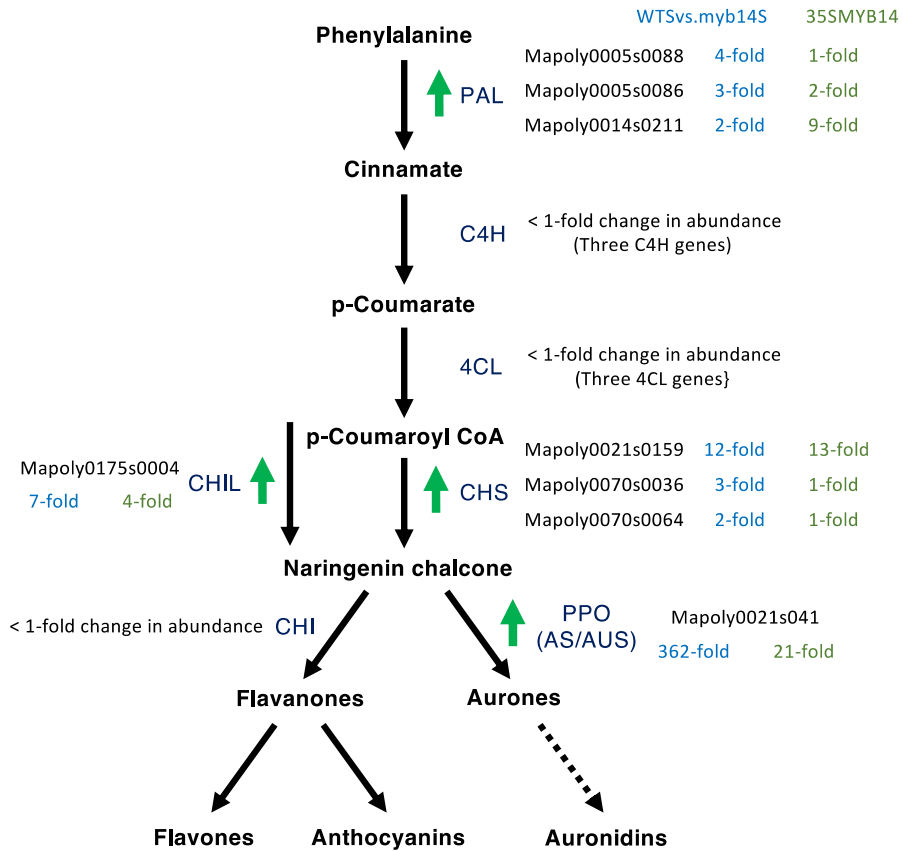 WTSvs.myb14S 35SMYB14
Phenylalanine
Mapoly0005s0088 4-fold 1-fold
PAL Mapoly0005s0086 3-fold 2-fold
Mapoly0014s0211 2-fold 9-fold
Cinnamate
C4H < 1-fold change in abundance
(Three C4H genes)
p-Coumarate
4CL < 1-fold change in abundance
(Three 4CL genes}
p-Coumaroyl CoA
Mapoly0175s0004
7-fold 4-fold
CHIL
CHS
Mapoly0021s0159 12-fold 13-fold
Mapoly0070s0036 3-fold 1-fold
Mapoly0070s0064 2-fold 1-fold
Naringenin chalcone
< 1-fold change in abundance CHI
PPO
(AS/AUS)
Mapoly0021s041
362-fold 21-fold
Flavanones Aurones
Flavones Anthocyanins Auronidins